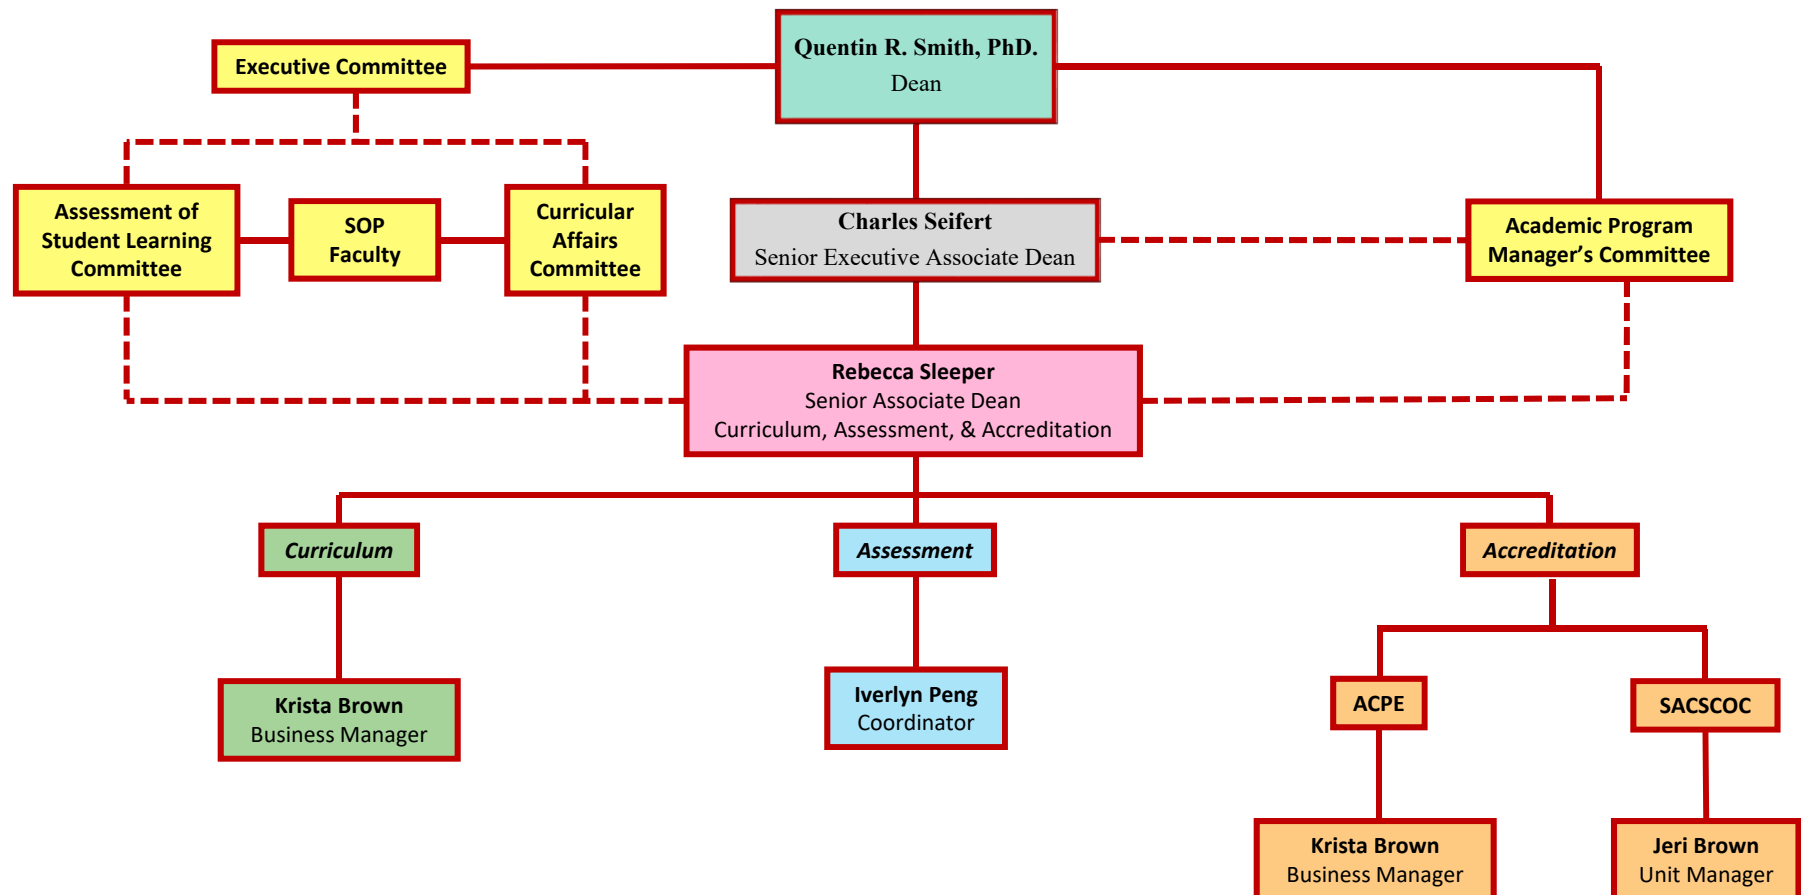 Quentin R. Smith, PhD.
Dean
Executive Committee
Assessment of
Student Learning
Committee
SOP
Faculty
Curricular
Affairs
Committee
Charles Seifert
Senior Executive Associate Dean
Academic Program
Manager’s Committee
Rebecca Sleeper
Senior Associate Dean
Curriculum, Assessment, & Accreditation
Curriculum
Assessment
Accreditation
Krista Brown
Business Manager
Iverlyn Peng
Coordinator
ACPE
SACSCOC
Krista Brown
Business Manager
Jeri Brown
Unit Manager